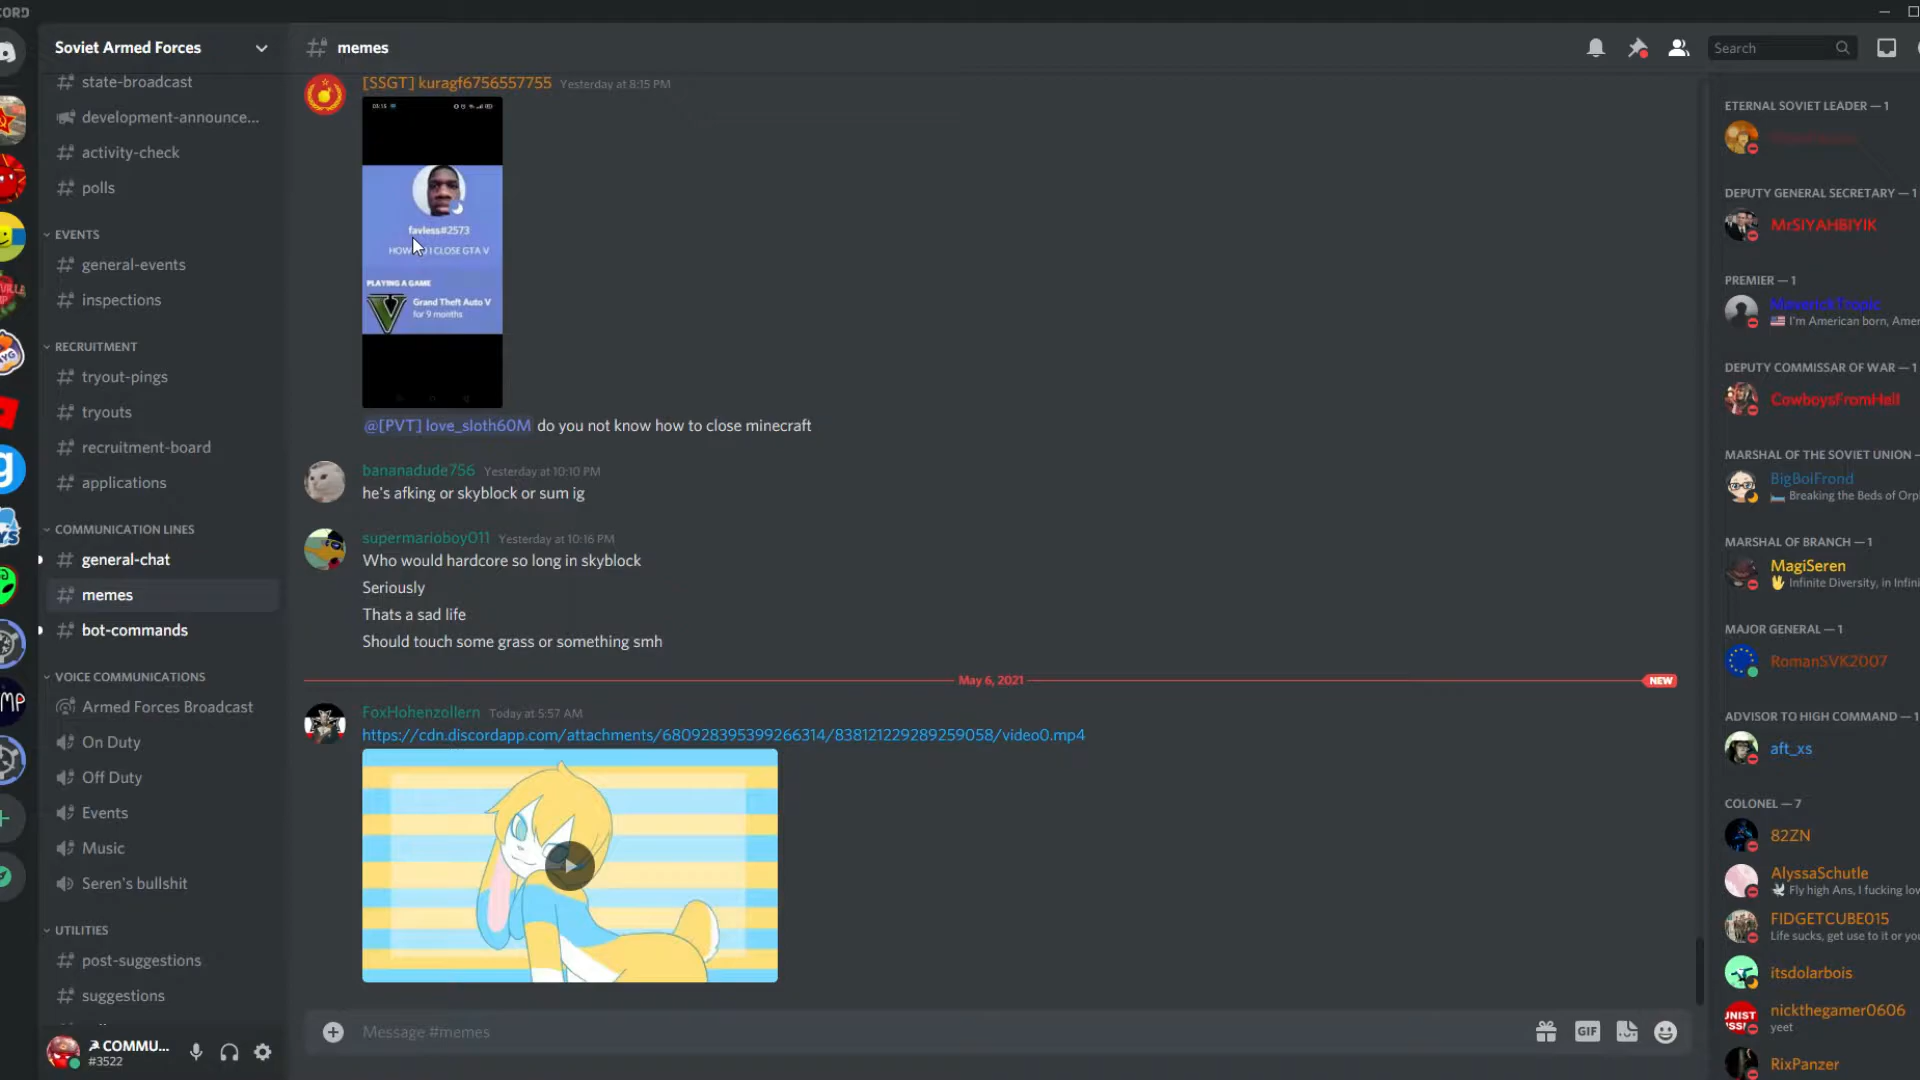 CORD
Soviet Armed Forces
state-broadcast
development-announce...
activity-check
polls
EVENTS
general-events
inspections
RECRUITMENT
tryout-pings
tryouts
recruitment-board
applications
COMMUNICATION LINES
general-chat
memes
bot-commands
VOICE COMMUNICATIONS
Armed Forces Broadcast
On Duty
Off Duty
Events
Music
Seren's bullshit
UTILITIES
post-suggestions
suggestions
COMMU...
#3522
memes
Search
[SSGT] kuragf6756557755 Yesterday at 8:15 PM
03:15
favless#2573
I CLOSE GTA V
PLAYING A GAME
Grand Theft Auto V
for 9 months
@[PVT] love_sloth60M do you not know how to close minecraft
bananadude756 Yesterday at 10:10 PM
he's afking or skyblock or sum ig
supermarioboy011 Yesterday at 10:16 PM
Who would hardcore so long in skyblock
Seriously
Thats a sad life
Should touch some grass or something smh
May 6, 2021
NEW
FoxHohenzollern Today at 5:57 AM
https://cdn.discordapp.com/attachments/680928395399266314/838121229289259058/video0.mp4
Message #memes
GIF
ETERNAL SOVIET LEADER — 1
DEPUTY GENERAL SECRETARY — 1
MrSIYAHBIYIK
PREMIER — 1
MaverickTropic
I'm American born, Amer
DEPUTY COMMISSAR OF WAR — 1
CowboysFromHell
MARSHAL OF THE SOVIET UNION —
BigBoiFrond
Breaking the Beds of Orp
MARSHAL OF BRANCH — 1
MagiSeren
Infinite Diversity, in Infini
MAJOR GENERAL — 1
RomanSVK2007
ADVISOR TO HIGH COMMAND — 1
aft_xs
COLONEL — 7
82ZN
AlyssaSchutle
Fly high Ans, I fucking lov
FIDGETCUBE015
Life sucks, get use to it or you
itsdolarbois
nickthegamer0606
yeet
RixPanzer